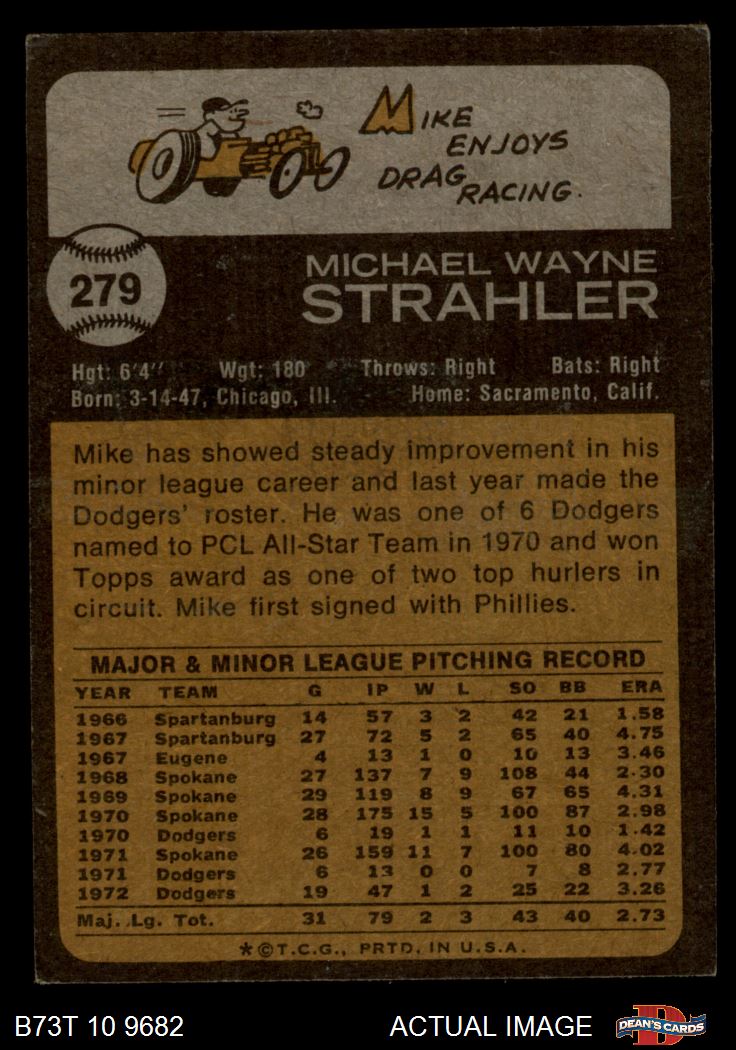 MIKE
ENJOYS
DRAG
RACING.
279
MICHAEL WAYNE
STRAHLER
Hgt: 6'4" Wgt: 180 Throws: Right Bats: Right
Born: 3-14-47, Chicago, Ill. Home: Sacramento, Calif.
Mike has showed steady improvement in his
minor league career and last year made the
Dodgers' roster. He was one of 6 Dodgers
named to PCL All-Star Team in 1970 and won
Topps award as one of two top hurlers in
circuit. Mike first signed with Phillies.
MAJOR & MINOR LEAGUE PITCHING RECORD
YEAR TEAM G IP W L SO BB ERA
1966 Spartanburg 14 57 3 2 42 21 1.58
1967 Spartanburg 27 72 5 2 65 40 4.75
1967 Eugene 4 13 1 0 10 13 3.46
1968 Spokane 27 137 7 9 108 44 2.30
1969 Spokane 29 119 8 9 67 65 4.31
1970 Spokane 28 175 15 5 100 87 2.98
1970 Dodgers 6 19 1 1 11 10 1.42
1971 Spokane 26 159 11 7 100 80 4.02
1971 Dodgers 6 13 0 0 7 8 2.77
1972 Dodgers 19 47 1 2 25 22 3.26
Maj. Lg. Tot. 31 79 2 3 43 40 2.73
*©T.C.G., PRTD. IN U.S.A.
B73T 10 9682 ACTUAL IMAGE D DEAN'S CARDS